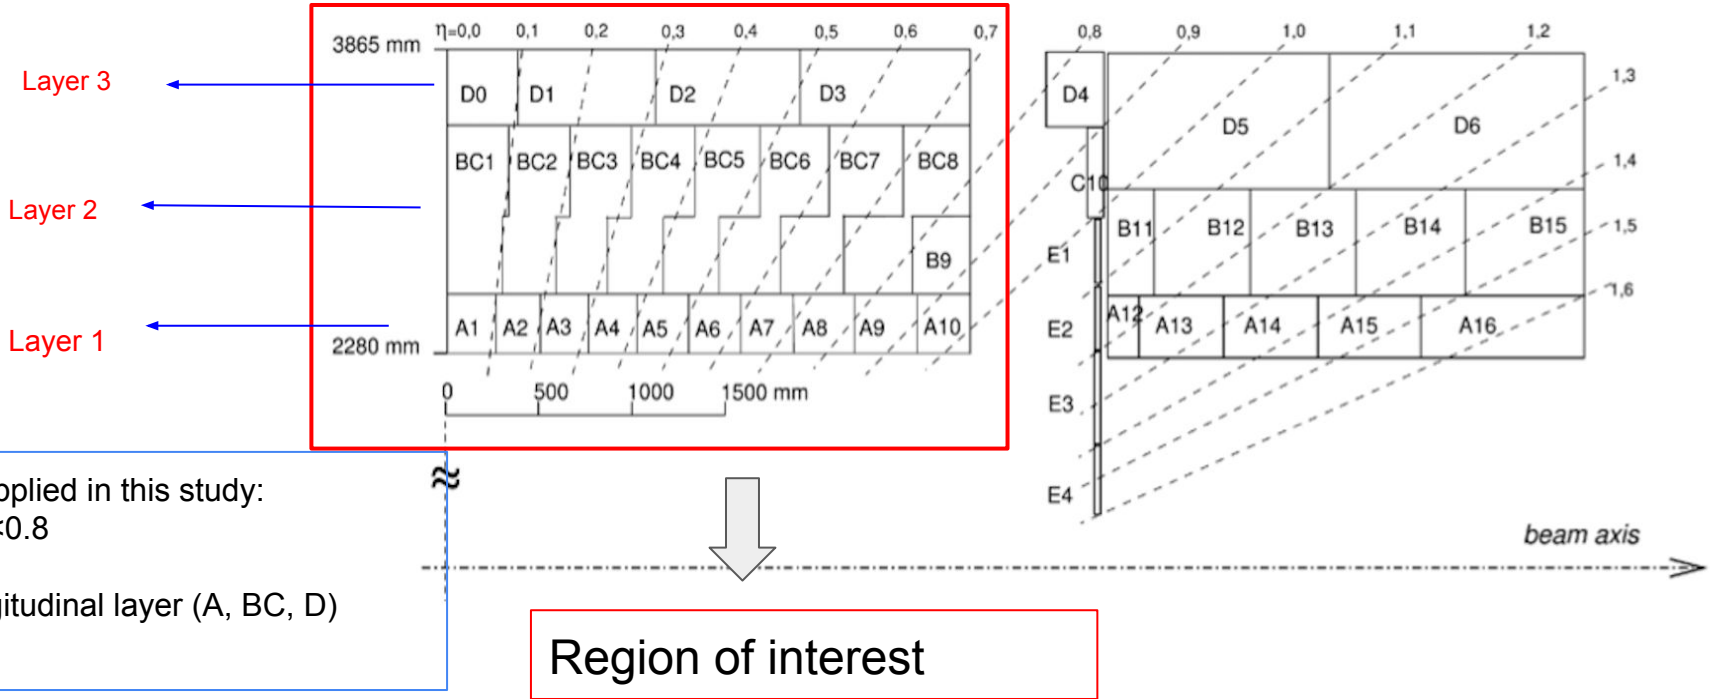 η=0,0 0,1 0,2 0,3 0,4 0,5 0,6 0,7 0,8 0,9 1,0 1,1 1,2
3865 mm
1,3
Layer 3
D0 D1 D2 D3 D4 D5 D6
BC1 BC2 BC3 BC4 BC5 BC6 BC7 BC8
C10
1,4
Layer 2
B11 B12 B13 B14 B15
1,5
B9
E1
1,6
A1 A2 A3 A4 A5 A6 A7 A8 A9 A10
E2
A12 A13 A14 A15 A16
Layer 1
2280 mm
0 500 1000 1500 mm
E3
E4
pplied in this study:
<0.8
gitudinal layer (A, BC, D)
beam axis
Region of interest